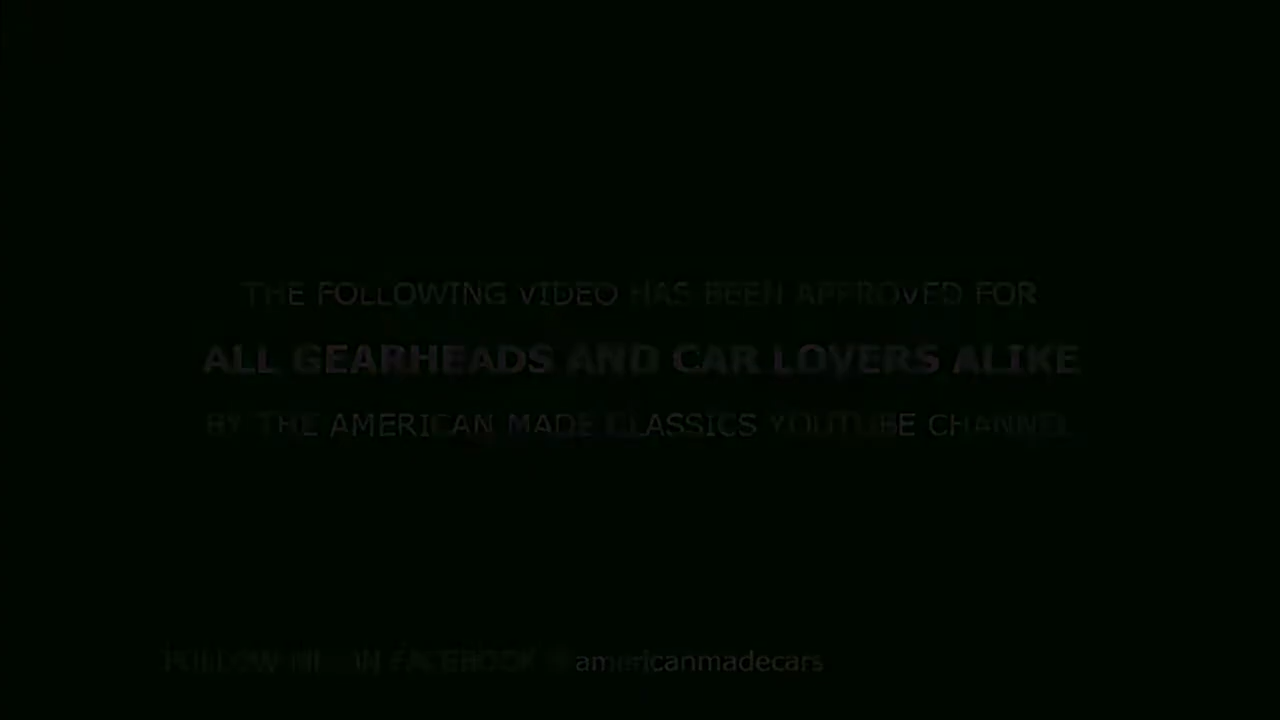 THE FOLLOWING VIDEO HAS BEEN APPROVED FOR
ALL GEARHEADS AND CAR LOVERS ALIKE
BY THE AMERICAN MADE CLASSICS YOUTUBE CHANNEL
FOLLOW ME ON FACEBOOK @americanmadecars